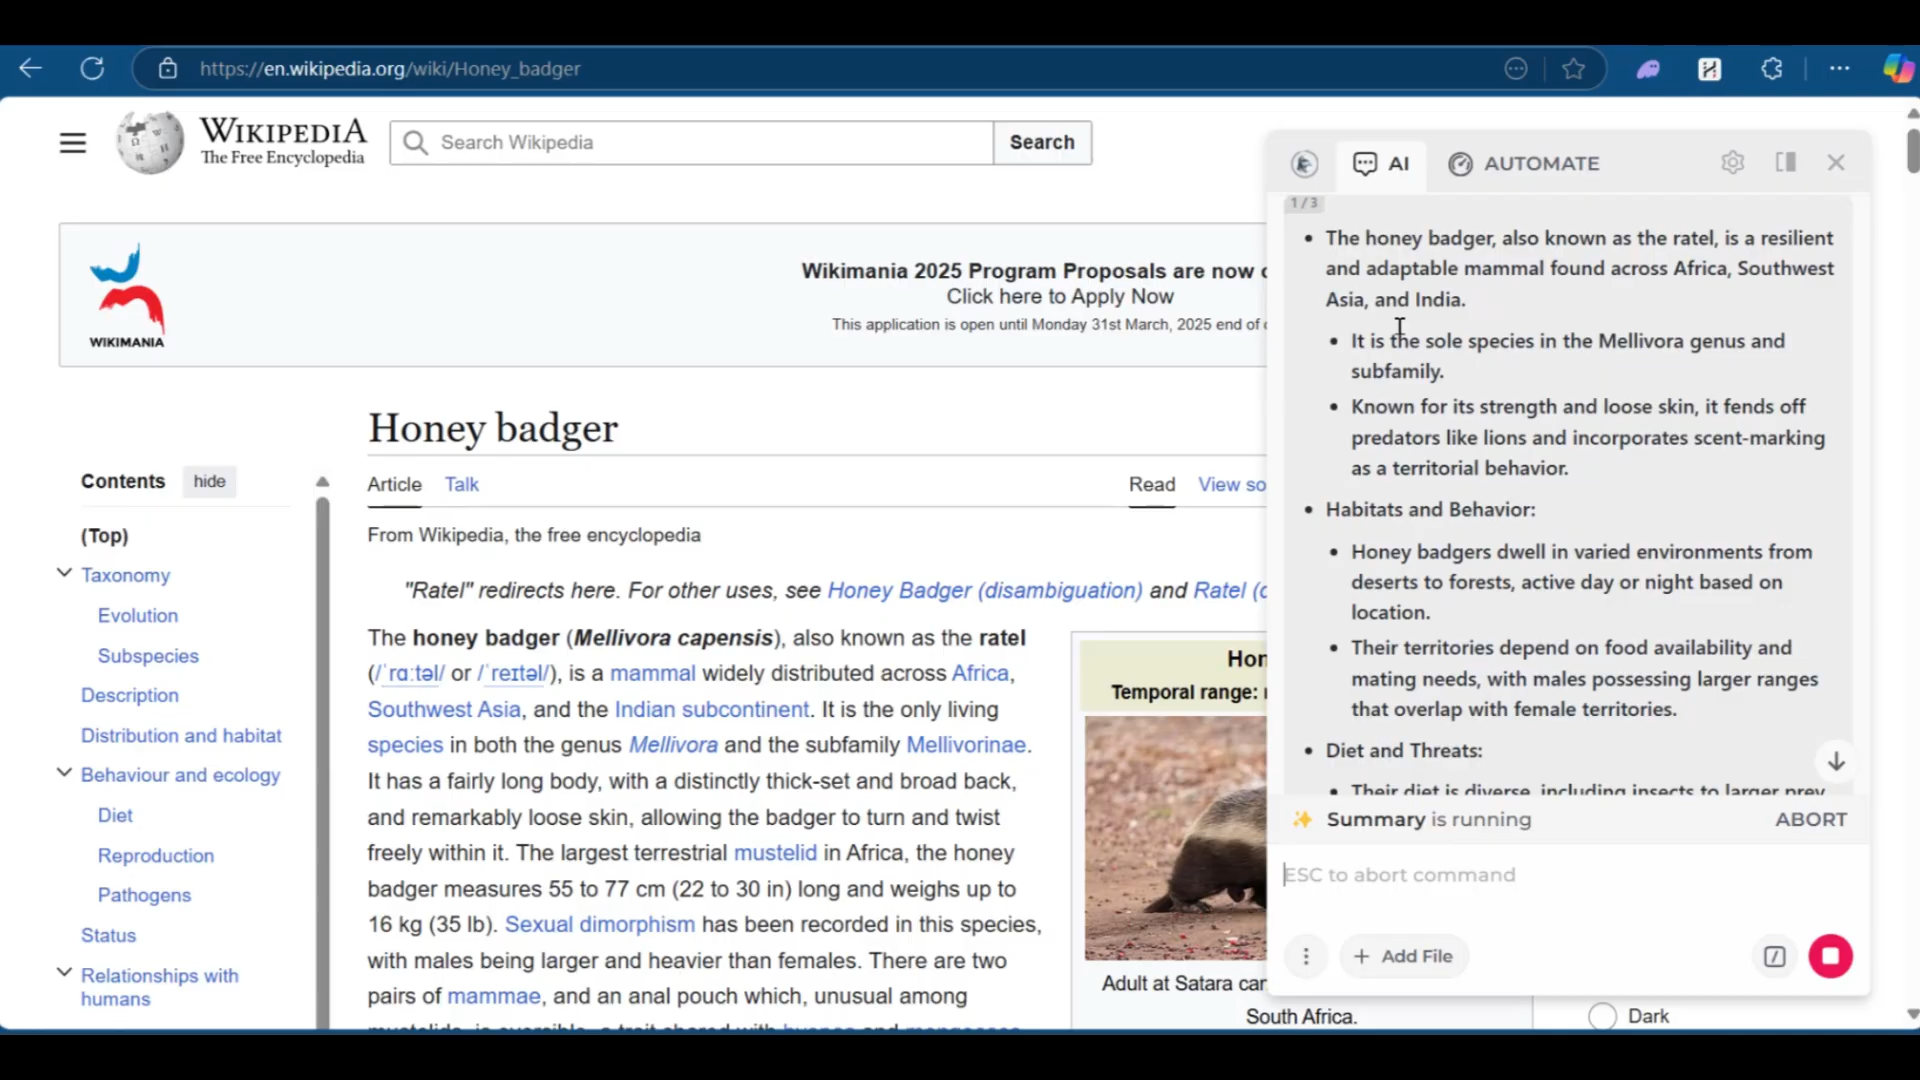 https://en.wikipedia.org/wiki/Honey_badger
WIKIPEDIA
The Free Encyclopedia
Search Wikipedia
Search
WIKIMANIA
Wikimania 2025 Program Proposals are now
Click here to Apply Now
This application is open until Monday 31st March, 2025 end of
Contents
hide
(Top)
Taxonomy
Evolution
Subspecies
Description
Distribution and habitat
Behaviour and ecology
Diet
Reproduction
Pathogens
Status
Relationships with
humans
Honey badger
Article
Talk
Read
View so
From Wikipedia, the free encyclopedia
"Ratel" redirects here. For other uses, see Honey Badger (disambiguation) and Ratel (
The honey badger (Mellivora capensis), also known as the ratel
(/ˈrɑːtəl/ or /ˈreɪtəl/), is a mammal widely distributed across Africa,
Southwest Asia, and the Indian subcontinent. It is the only living
species in both the genus Mellivora and the subfamily Mellivorinae.
It has a fairly long body, with a distinctly thick-set and broad back,
and remarkably loose skin, allowing the badger to turn and twist
freely within it. The largest terrestrial mustelid in Africa, the honey
badger measures 55 to 77 cm (22 to 30 in) long and weighs up to
16 kg (35 lb). Sexual dimorphism has been recorded in this species,
with males being larger and heavier than females. There are two
pairs of mammae, and an anal pouch which, unusual among
Hon
Temporal range:
Adult at Satara
South Africa.
Dark
AI
AUTOMATE
1/3
• The honey badger, also known as the ratel, is a resilient
and adaptable mammal found across Africa, Southwest
Asia, and India.
• It is the sole species in the Mellivora genus and
subfamily.
• Known for its strength and loose skin, it fends off
predators like lions and incorporates scent-marking
as a territorial behavior.
• Habitats and Behavior:
• Honey badgers dwell in varied environments from
deserts to forests, active day or night based on
location.
• Their territories depend on food availability and
mating needs, with males possessing larger ranges
that overlap with female territories.
• Diet and Threats:
• Their diet is diverse, including insects to larger prey
Summary is running
ABORT
ESC to abort command
+ Add File